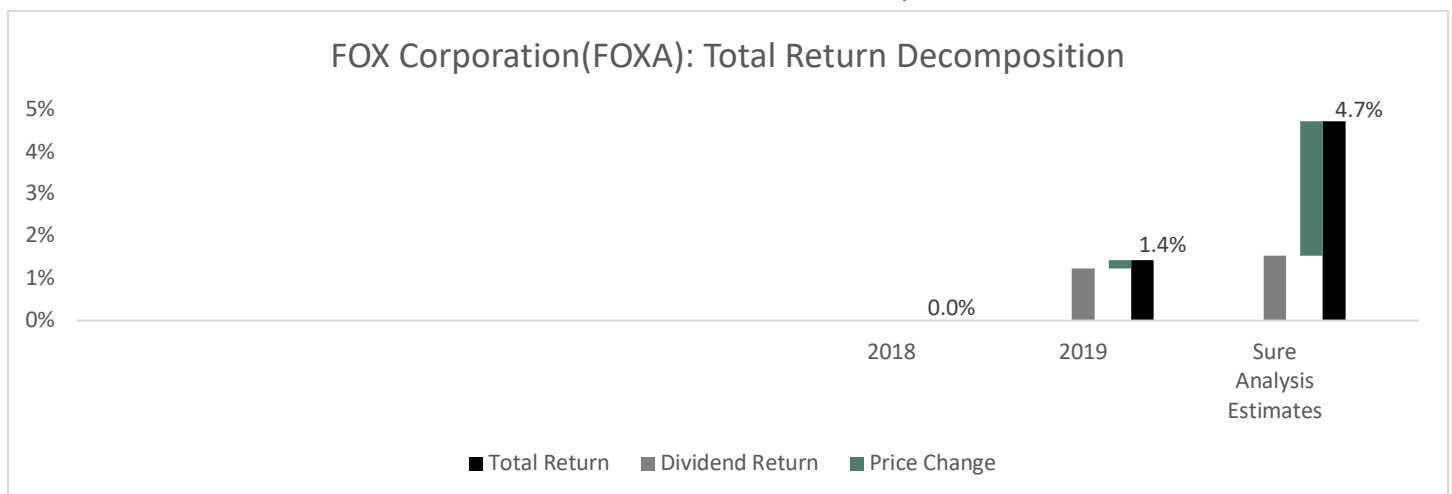 FOX Corporation(FOXA): Total Return Decomposition
5%
4.7%
4%
3%
2%
1.4%
1%
0.0%
0%
2018
2019
Sure
Analysis
Estimates
Total Return
Dividend Return
Price Change